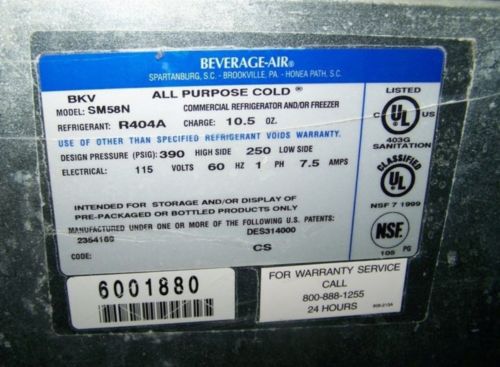 BEVERAGE-AIR®
SPARTANBURG, S.C. - BROOKVILLE, PA. - HONEA PATH, S.C.
BKV ALL PURPOSE COLD ®
MODEL: SM58N COMMERCIAL REFRIGERATOR AND/OR FREEZER
REFRIGERANT: R404A CHARGE: 10.5 OZ.
USE OF OTHER THAN SPECIFIED REFRIGERANT VOIDS WARRANTY.
DESIGN PRESSURE (PSIG): 390 HIGH SIDE 250 LOW SIDE
ELECTRICAL: 115 VOLTS 60 HZ 1 PH 7.5 AMPS
INTENDED FOR STORAGE AND/OR DISPLAY OF
PRE-PACKAGED OR BOTTLED PRODUCTS ONLY
MANUFACTURED UNDER ONE OR MORE OF THE FOLLOWING U.S. PATENTS:
DES314000
CODE: CS
LISTED
UL
403G
SANITATION
CLASSIFIED
UL
NSF 7 1999
NSF®
105 PG
6001880
FOR WARRANTY SERVICE
CALL
800-888-1255
24 HOURS